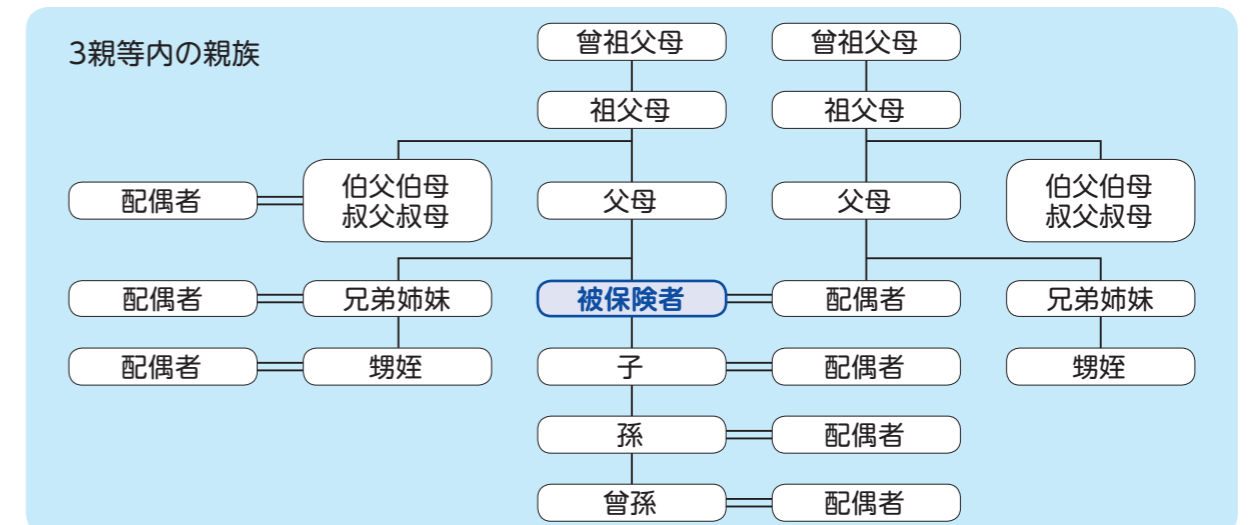 3親等内の親族
曾祖父母
曾祖父母
祖父母
祖父母
配偶者
伯父伯母
叔父叔母
父母
父母
伯父伯母
叔父叔母
配偶者
兄弟姉妹
被保険者
配偶者
兄弟姉妹
配偶者
甥姪
子
配偶者
甥姪
孫
配偶者
曾孫
配偶者